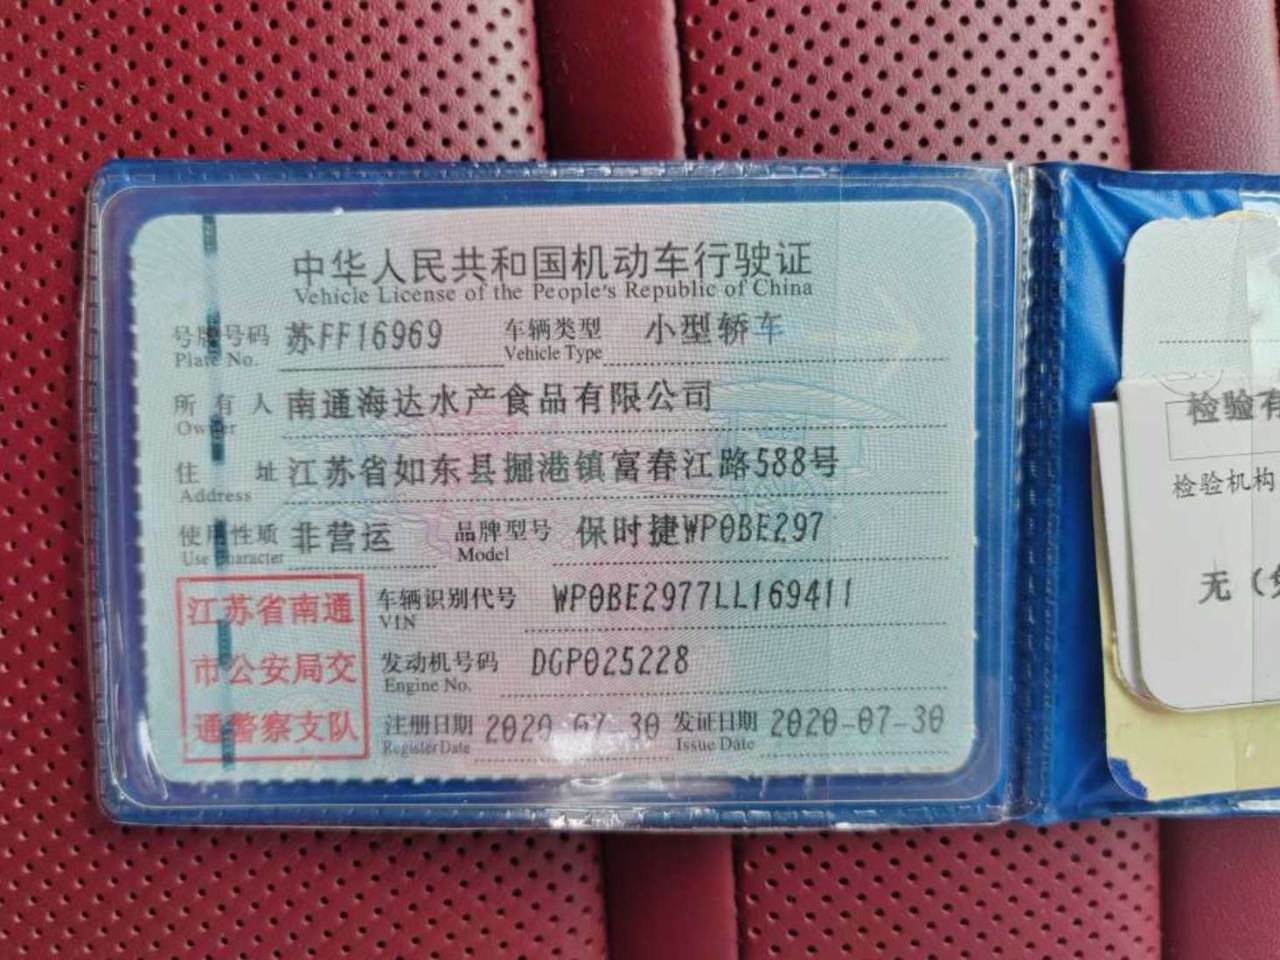 中华人民共和国机动车行驶证
Vehicle License of the People's Republic of China
号牌号码 苏FF16969 车辆类型 小型轿车
Plate No. Vehicle Type
所有人 南通海达水产食品有限公司
Owner
住址 江苏省如东县掘港镇富春江路588号
Address
使用性质 非营运 品牌型号 保时捷WP0BE297
Use Character Model
江苏省南通
市公安局交
通警察支队
车辆识别代号 WP0BE2977LL169411
VIN
发动机号码 DGP025228
Engine No.
注册日期 2020-07-30 发证日期 2020-07-30
Register Date Issue Date
检验有
检验机构
无（